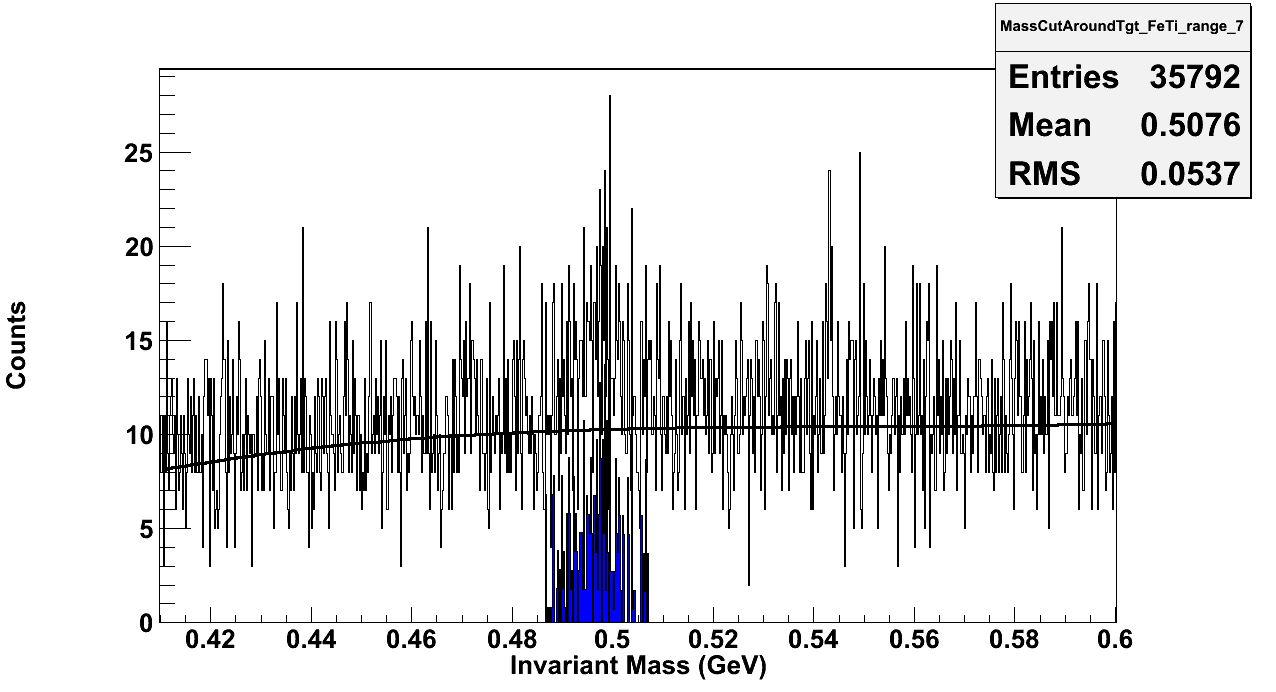 MassCutAroundTgt_FeTi_range_7
Entries 35792
Mean 0.5076
RMS 0.0537
25
20
15
10
5
0
Counts
0.42 0.44 0.46 0.48 0.5 0.52 0.54 0.56 0.58 0.6
Invariant Mass (GeV)